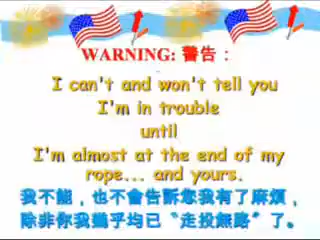 WARNING: 警告：
I can't and won't tell you
I'm in trouble
until
I'm almost at the end of my
rope... and yours.
我不能，也不會告訴您我有了麻煩，
除非你我幾乎均已〝走投無路〞了。